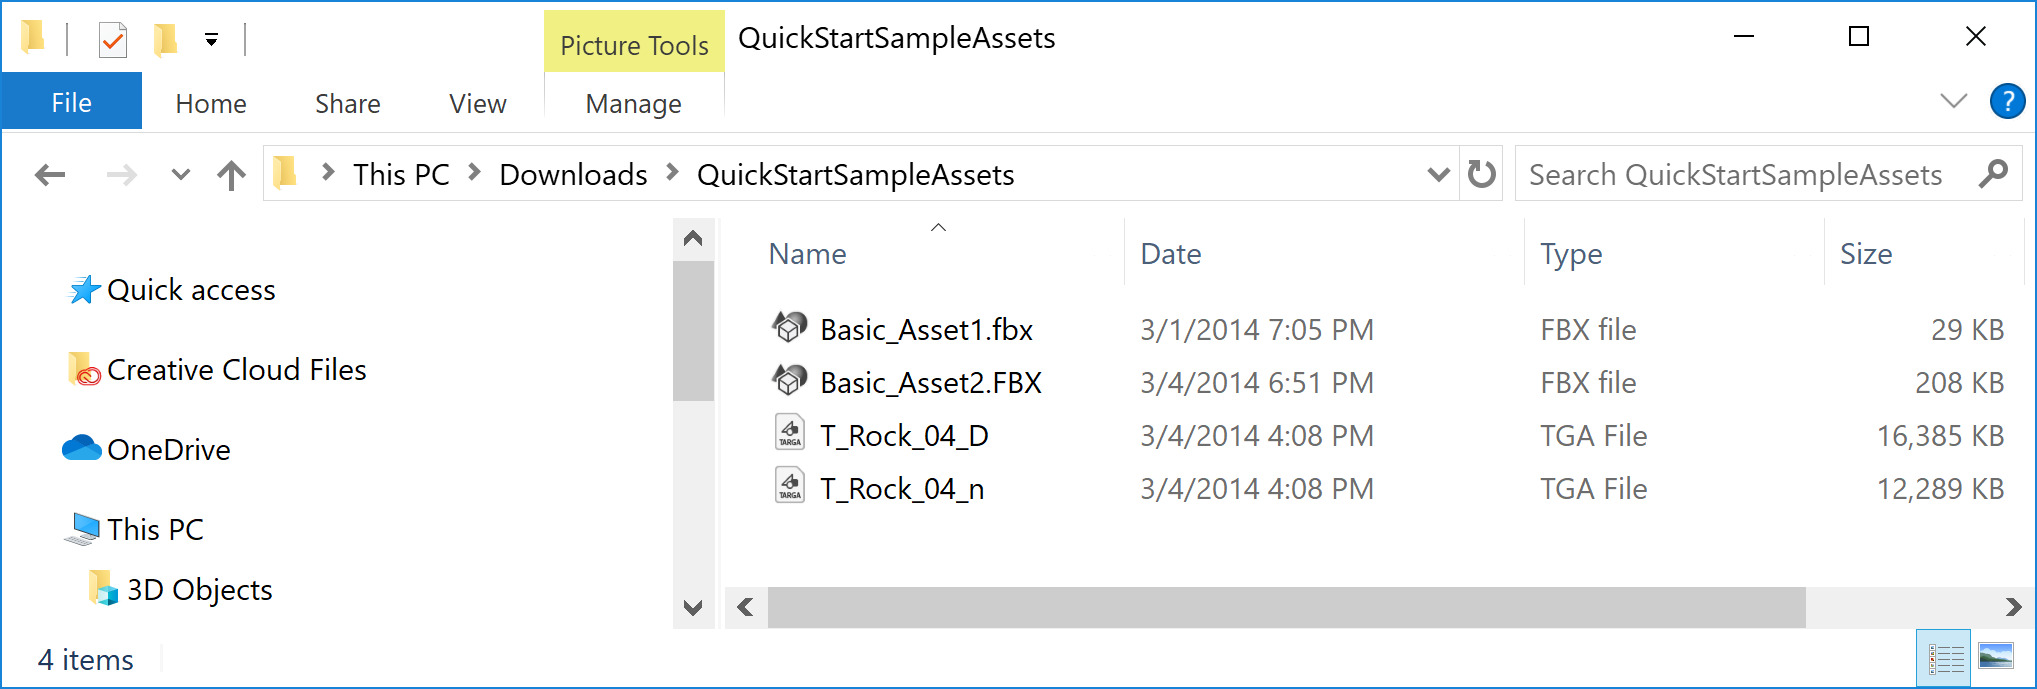 Picture Tools QuickStartSampleAssets
File Home Share View Manage ?
This PC Downloads QuickStartSampleAssets Search QuickStartSampleAssets
Name Date Type Size
Quick access
Basic_Asset1.fbx 3/1/2014 7:05 PM FBX file 29 KB
Creative Cloud Files
Basic_Asset2.FBX 3/4/2014 6:51 PM FBX file 208 KB
TARGA T_Rock_04_D 3/4/2014 4:08 PM TGA File 16,385 KB
OneDrive
TARGA T_Rock_04_n 3/4/2014 4:08 PM TGA File 12,289 KB
This PC
3D Objects
4 items